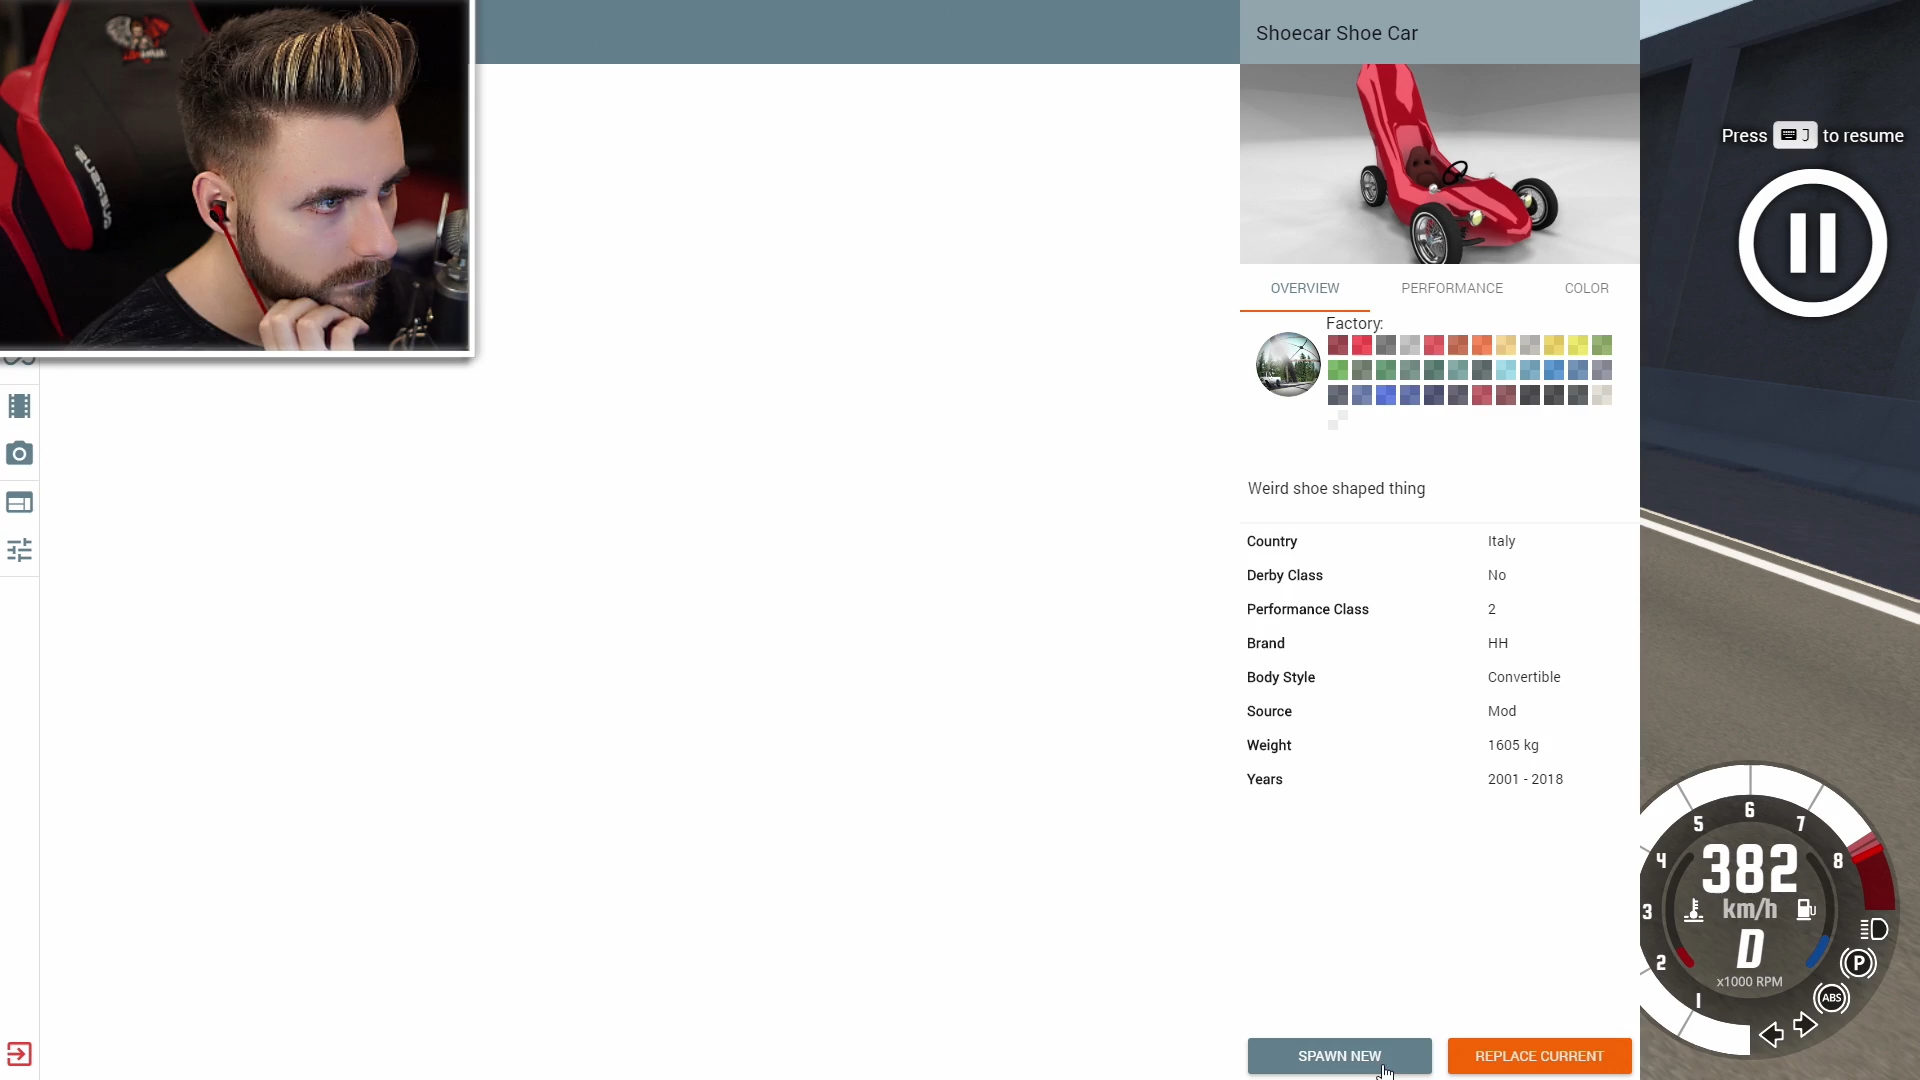 Shoecar Shoe Car
Press J to resume
OVERVIEW
PERFORMANCE
COLOR
Factory:
Weird shoe shaped thing
Country Italy
Derby Class No
Performance Class 2
Brand HH
Body Style Convertible
Source Mod
Weight 1605 kg
Years 2001 - 2018
SPAWN NEW
REPLACE CURRENT
1
2
3
4
5
6
7
8
382
km/h
D
x1000 RPM
P
ABS